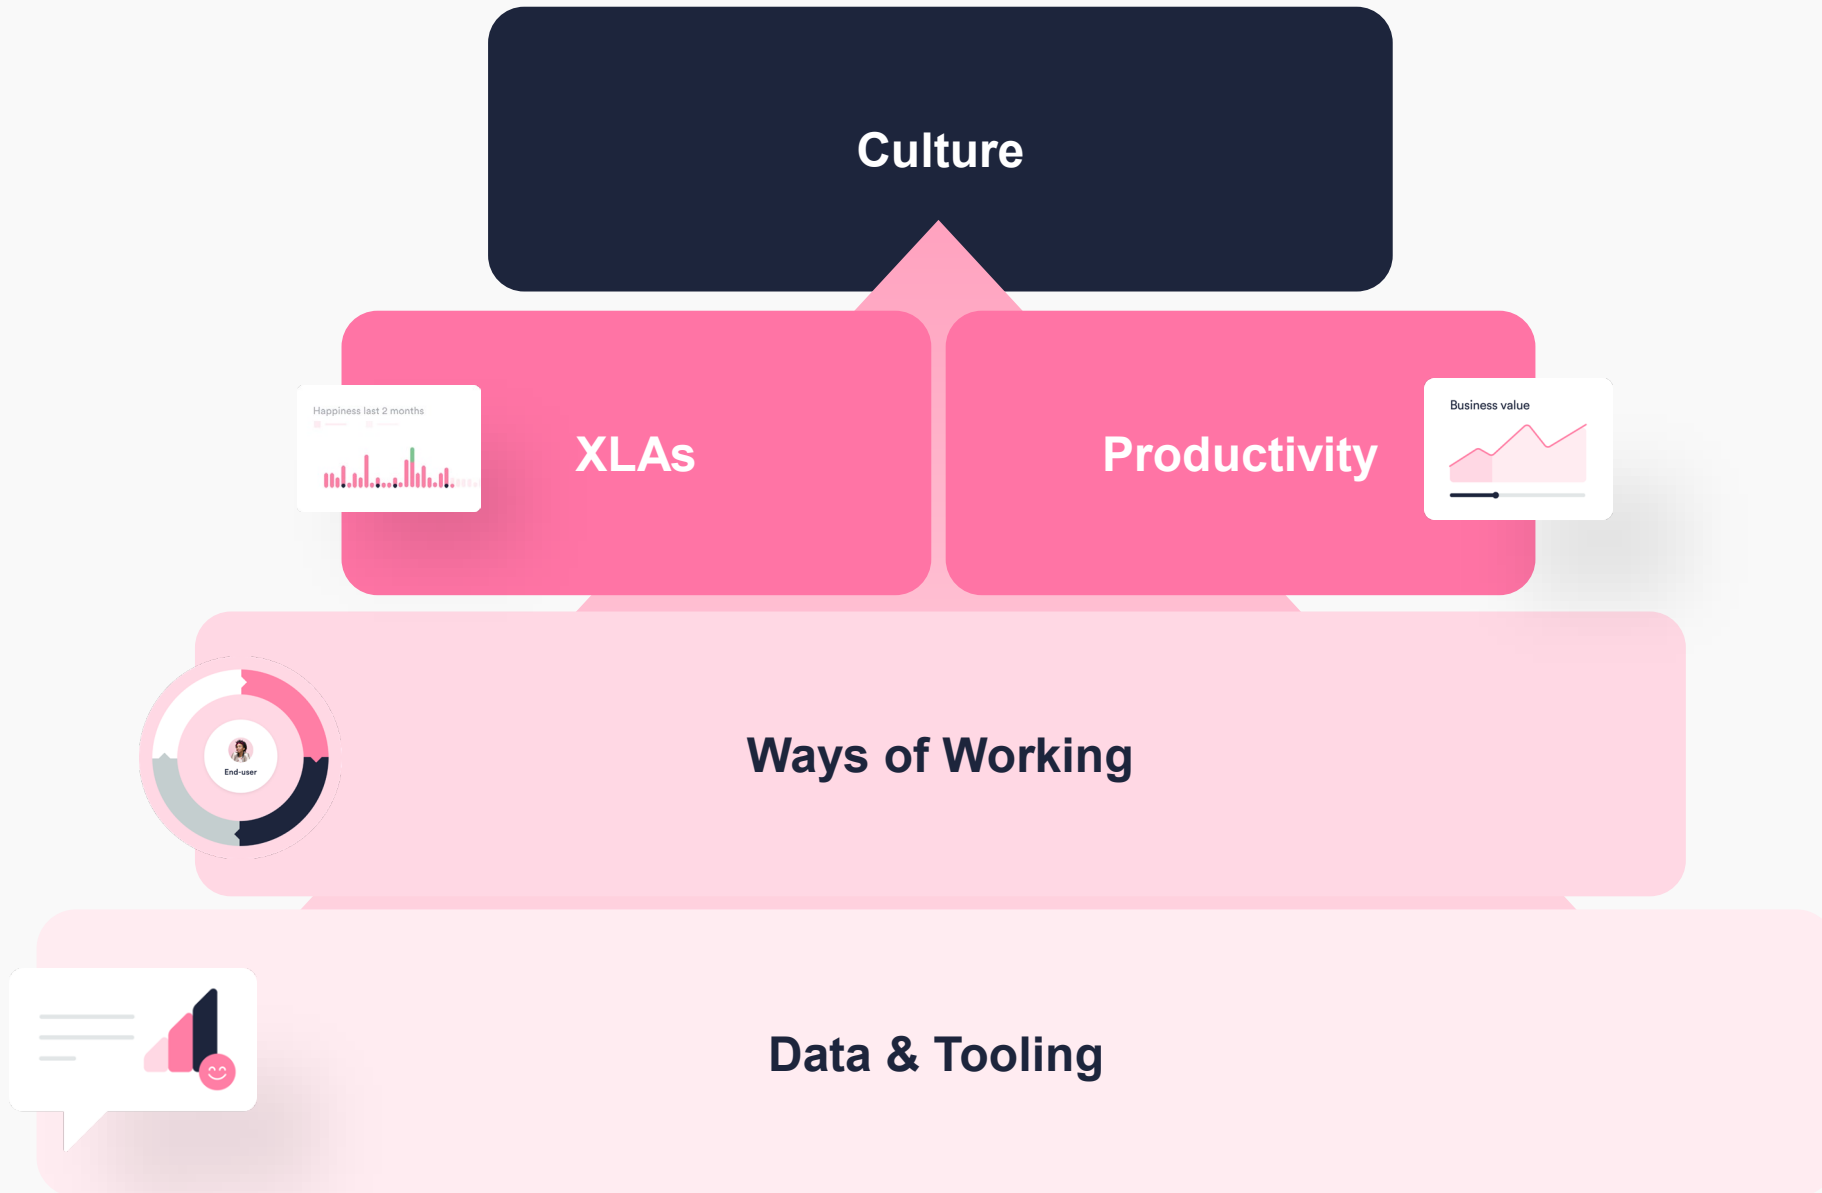 Culture
Happiness last 2 months
XLAs
Productivity
Business value
End-user
Ways of Working
Data & Tooling